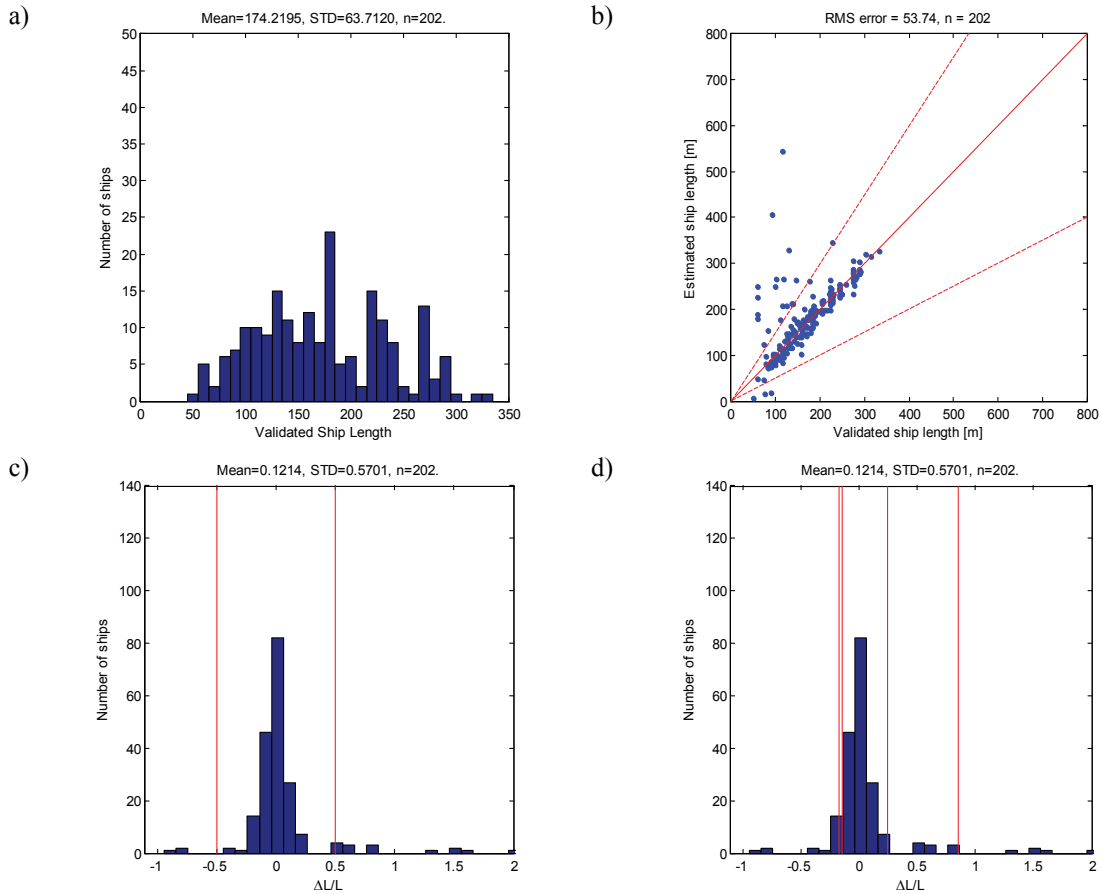 a)
Mean=174.2195, STD=63.7120, n=202.
50
45
40
35
30
25
20
15
10
5
0
Number of ships
0 50 100 150 200 250 300 350
Validated Ship Length
b)
RMS error = 53.74, n = 202
800
700
600
500
400
300
200
100
0
Estimated ship length [m]
0 100 200 300 400 500 600 700 800
Validated ship length [m]
c)
Mean=0.1214, STD=0.5701, n=202.
140
120
100
80
60
40
20
0
Number of ships
-1 -0.5 0 0.5 1 1.5 2
ΔL/L
d)
Mean=0.1214, STD=0.5701, n=202.
140
120
100
80
60
40
20
0
Number of ships
-1 -0.5 0 0.5 1 1.5 2
ΔL/L